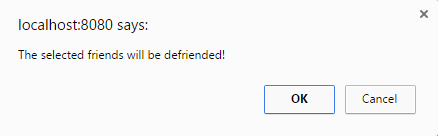 localhost:8080 says:
The selected friends will be defriended!
OK
Cancel